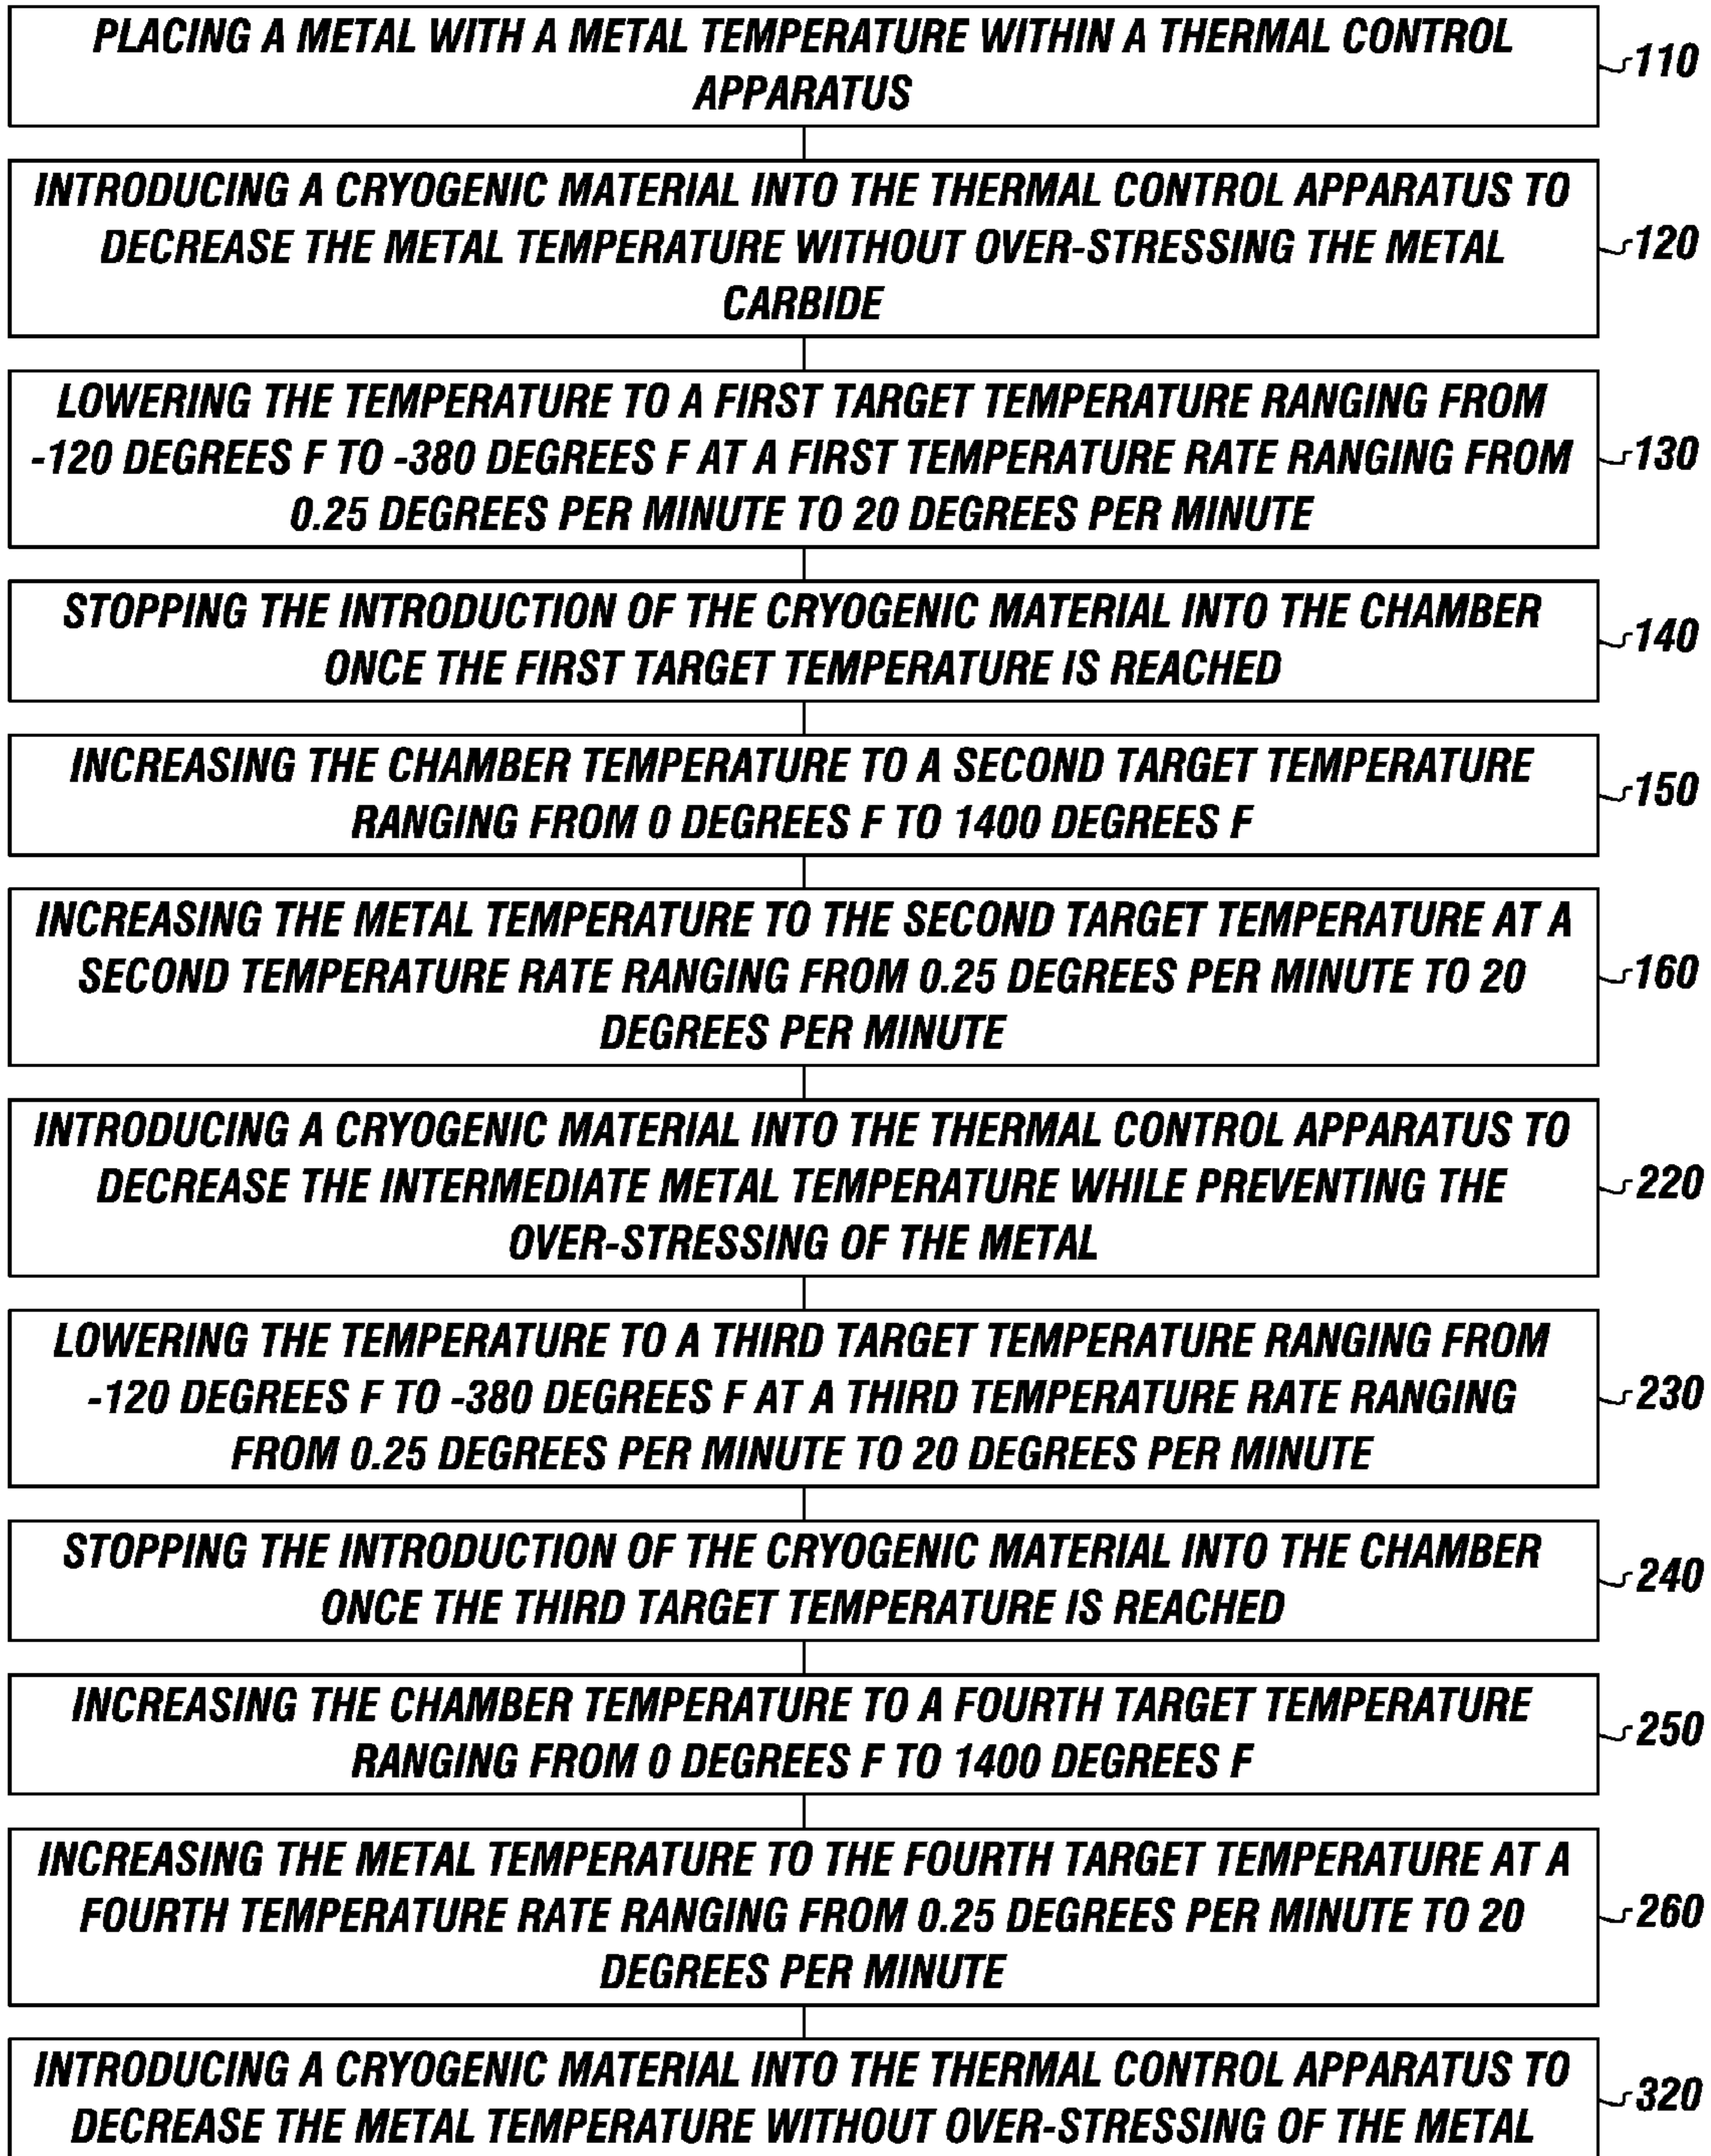 PLACING A METAL WITH A METAL TEMPERATURE WITHIN A THERMAL CONTROL
APPARATUS
110
INTRODUCING A CRYOGENIC MATERIAL INTO THE THERMAL CONTROL APPARATUS TO
DECREASE THE METAL TEMPERATURE WITHOUT OVER-STRESSING THE METAL
CARBIDE
120
LOWERING THE TEMPERATURE TO A FIRST TARGET TEMPERATURE RANGING FROM
-120 DEGREES F TO -380 DEGREES F AT A FIRST TEMPERATURE RATE RANGING FROM
0.25 DEGREES PER MINUTE TO 20 DEGREES PER MINUTE
130
STOPPING THE INTRODUCTION OF THE CRYOGENIC MATERIAL INTO THE CHAMBER
ONCE THE FIRST TARGET TEMPERATURE IS REACHED
140
INCREASING THE CHAMBER TEMPERATURE TO A SECOND TARGET TEMPERATURE
RANGING FROM 0 DEGREES F TO 1400 DEGREES F
150
INCREASING THE METAL TEMPERATURE TO THE SECOND TARGET TEMPERATURE AT A
SECOND TEMPERATURE RATE RANGING FROM 0.25 DEGREES PER MINUTE TO 20
DEGREES PER MINUTE
160
INTRODUCING A CRYOGENIC MATERIAL INTO THE THERMAL CONTROL APPARATUS TO
DECREASE THE INTERMEDIATE METAL TEMPERATURE WHILE PREVENTING THE
OVER-STRESSING OF THE METAL
220
LOWERING THE TEMPERATURE TO A THIRD TARGET TEMPERATURE RANGING FROM
-120 DEGREES F TO -380 DEGREES F AT A THIRD TEMPERATURE RATE RANGING
FROM 0.25 DEGREES PER MINUTE TO 20 DEGREES PER MINUTE
230
STOPPING THE INTRODUCTION OF THE CRYOGENIC MATERIAL INTO THE CHAMBER
ONCE THE THIRD TARGET TEMPERATURE IS REACHED
240
INCREASING THE CHAMBER TEMPERATURE TO A FOURTH TARGET TEMPERATURE
RANGING FROM 0 DEGREES F TO 1400 DEGREES F
250
INCREASING THE METAL TEMPERATURE TO THE FOURTH TARGET TEMPERATURE AT A
FOURTH TEMPERATURE RATE RANGING FROM 0.25 DEGREES PER MINUTE TO 20
DEGREES PER MINUTE
260
INTRODUCING A CRYOGENIC MATERIAL INTO THE THERMAL CONTROL APPARATUS TO
DECREASE THE METAL TEMPERATURE WITHOUT OVER-STRESSING OF THE METAL
320